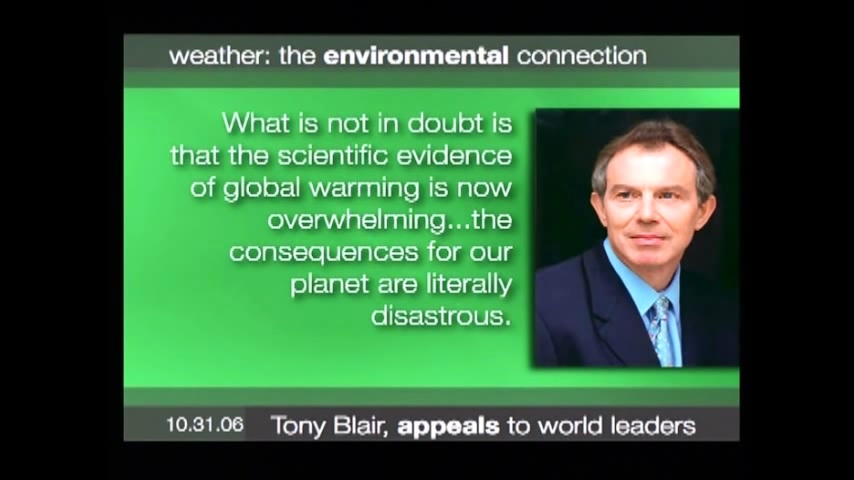 weather: the environmental connection
What is not in doubt is
that the scientific evidence
of global warming is now
overwhelming...the
consequences for our
planet are literally
disastrous.
10.31.06 Tony Blair, appeals to world leaders